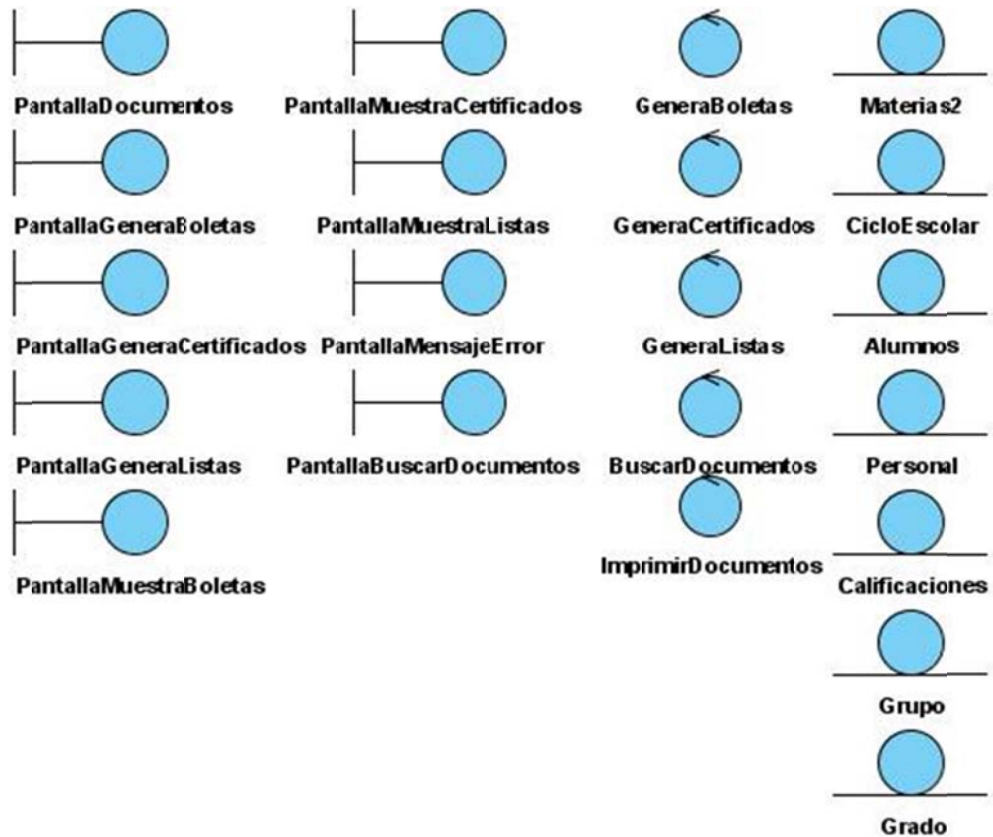 PantallaDocumentos
PantallaMuestraCertificados
GeneraBoletas
Materias2
PantallaGeneraBoletas
PantallaMuestraListas
GeneraCertificados
CicloEscolar
PantallaGeneraCertificados
PantallaMensajeError
GeneraListas
Alumnos
PantallaGeneraListas
PantallaBuscarDocumentos
BuscarDocumentos
Personal
PantallaMuestraBoletas
ImprimirDocumentos
Calificaciones
Grupo
Grado